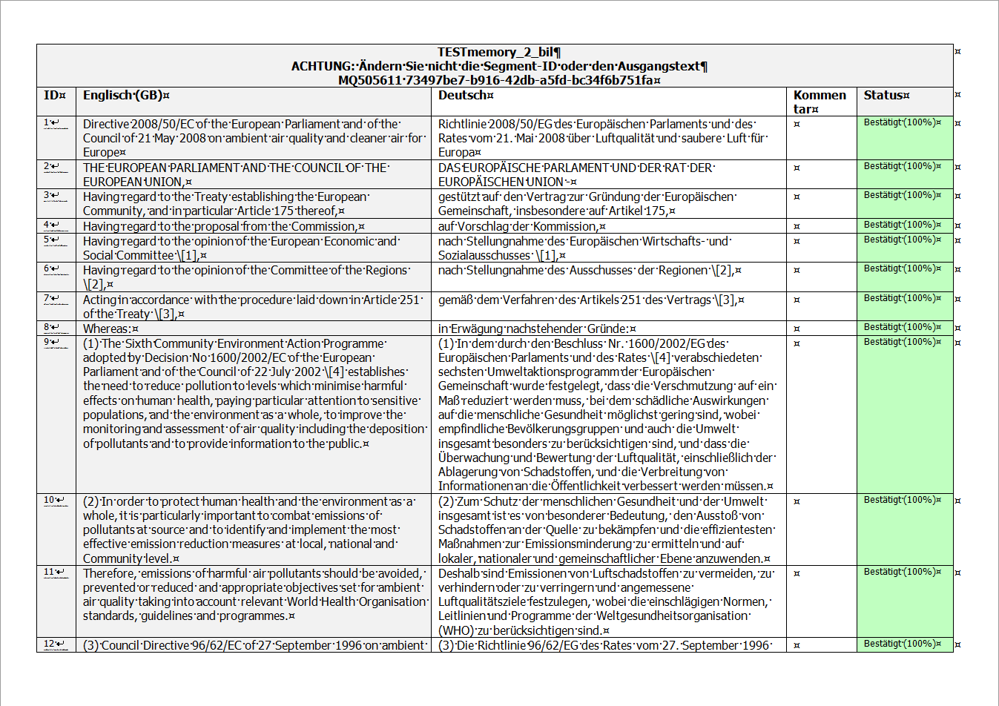 TESTmemory_2_bil¶
ACHTUNG:·Ändern·Sie·nicht·die·Segment-ID·oder·den·Ausgangstext¶
MQ505611·73497be7-b916-42db-a5fd-bc34f6b751fa¤
ID¤ Englisch·(GB)¤ Deutsch¤ Kommen
tar¤ Status¤
1 Directive·2008/50/EC·of·the·European·Parliament·and·of·the·
Council·of·21·May·2008·on·ambient·air·quality·and·cleaner·air·for·
Europe¤
Richtlinie·2008/50/EG·des·Europäischen·Parlaments·und·des·
Rates·vom·21.·Mai·2008·über·Luftqualität·und·saubere·Luft·für·
Europa¤
Bestätigt·(100%)¤
2 THE·EUROPEAN·PARLIAMENT·AND·THE·COUNCIL·OF·THE·
EUROPEAN·UNION,¤
DAS·EUROPÄISCHE·PARLAMENT·UND·DER·RAT·DER·
EUROPÄISCHEN·UNION·-¤
Bestätigt·(100%)¤
3 Having·regard·to·the·Treaty·establishing·the·European·
Community,·and·in·particular·Article·175·thereof,¤
gestützt·auf·den·Vertrag·zur·Gründung·der·Europäischen·
Gemeinschaft,·insbesondere·auf·Artikel·175,¤
Bestätigt·(100%)¤
4 Having·regard·to·the·proposal·from·the·Commission,¤
auf·Vorschlag·der·Kommission,¤
Bestätigt·(100%)¤
5 Having·regard·to·the·opinion·of·the·European·Economic·and·
Social·Committee·\[1],¤
nach·Stellungnahme·des·Europäischen·Wirtschafts-·und·
Sozialausschusses·\[1],¤
Bestätigt·(100%)¤
6 Having·regard·to·the·opinion·of·the·Committee·of·the·Regions·
\[2],¤
nach·Stellungnahme·des·Ausschusses·der·Regionen·\[2],¤
Bestätigt·(100%)¤
7 Acting·in·accordance·with·the·procedure·laid·down·in·Article·251·
of·the·Treaty·\[3],¤
gemäß·dem·Verfahren·des·Artikels·251·des·Vertrags·\[3],¤
Bestätigt·(100%)¤
8 Whereas:¤
in·Erwägung·nachstehender·Gründe:¤
Bestätigt·(100%)¤
9 (1)·The·Sixth·Community·Environment·Action·Programme·
adopted·by·Decision·No·1600/2002/EC·of·the·European·
Parliament·and·of·the·Council·of·22·July·2002·\[4]·establishes·
the·need·to·reduce·pollution·to·levels·which·minimise·harmful·
effects·on·human·health,·paying·particular·attention·to·sensitive·
populations,·and·the·environment·as·a·whole,·to·improve·the·
monitoring·and·assessment·of·air·quality·including·the·deposition·
of·pollutants·and·to·provide·information·to·the·public.¤
(1)·In·dem·durch·den·Beschluss·Nr.·1600/2002/EG·des·
Europäischen·Parlaments·und·des·Rates·\[4]·verabschiedeten·
sechsten·Umweltaktionsprogramm·der·Europäischen·
Gemeinschaft·wurde·festgelegt,·dass·die·Verschmutzung·auf·ein·
Maß·reduziert·werden·muss,·bei·dem·schädliche·Auswirkungen·
auf·die·menschliche·Gesundheit·möglichst·gering·sind,·wobei·
empfindliche·Bevölkerungsgruppen·und·auch·die·Umwelt·
insgesamt·besonders·zu·berücksichtigen·sind,·und·dass·die·
Überwachung·und·Bewertung·der·Luftqualität,·einschließlich·der·
Ablagerung·von·Schadstoffen,·und·die·Verbreitung·von·
Informationen·an·die·Öffentlichkeit·verbessert·werden·müssen.¤
Bestätigt·(100%)¤
10 (2)·In·order·to·protect·human·health·and·the·environment·as·a·
whole,·it·is·particularly·important·to·combat·emissions·of·
pollutants·at·source·and·to·identify·and·implement·the·most·
effective·emission·reduction·measures·at·local,·national·and·
Community·level.¤
(2)·Zum·Schutz·der·menschlichen·Gesundheit·und·der·Umwelt·
insgesamt·ist·es·von·besonderer·Bedeutung,·den·Ausstoß·von·
Schadstoffen·an·der·Quelle·zu·bekämpfen·und·die·effizientesten·
Maßnahmen·zur·Emissionsminderung·zu·ermitteln·und·auf·
lokaler,·nationaler·und·gemeinschaftlicher·Ebene·anzuwenden.¤
Bestätigt·(100%)¤
11 Therefore,·emissions·of·harmful·air·pollutants·should·be·avoided,·
prevented·or·reduced·and·appropriate·objectives·set·for·ambient·
air·quality·taking·into·account·relevant·World·Health·Organisation·
standards,·guidelines·and·programmes.¤
Deshalb·sind·Emissionen·von·Luftschadstoffen·zu·vermeiden,·zu·
verhindern·oder·zu·verringern·und·angemessene·
Luftqualitätsziele·festzulegen,·wobei·die·einschlägigen·Normen,·
Leitlinien·und·Programme·der·Weltgesundheitsorganisation·
(WHO)·zu·berücksichtigen·sind.¤
Bestätigt·(100%)¤
12 (3)·Council·Directive·96/62/EC·of·27·September·1996·on·ambient·
(3)·Die·Richtlinie·96/62/EG·des·Rates·vom·27.·September·1996·
Bestätigt·(100%)¤